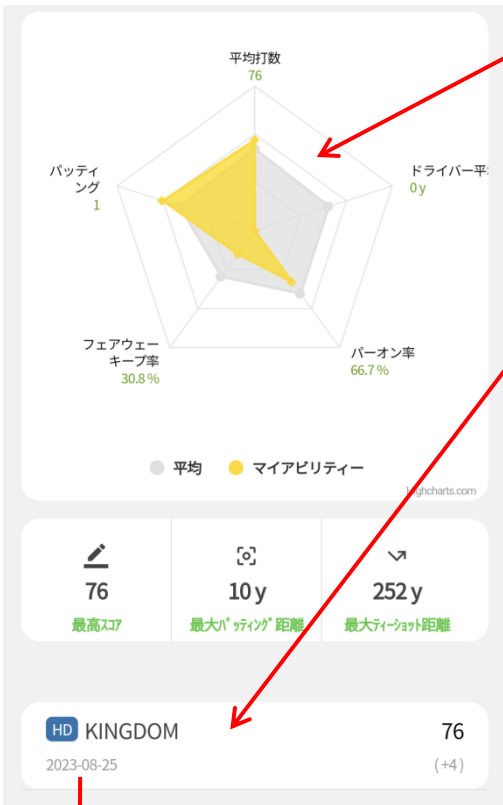 平均打数
76
パッティ
ング
1
ドライバー平
0 y
フェアウェー
キープ率
30.8 %
パーオン率
66.7 %
平均
マイアビリティー
highcharts.com
76
10 y
252 y
最高ｽｺｱ
最大ﾊﾟｯﾃｨﾝｸﾞ距離
最大ﾃｨｰｼｮｯﾄ距離
HD KINGDOM
76
2023-08-25
(+4)